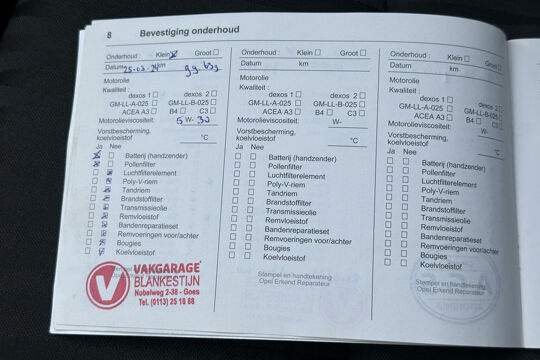 8 Bevestiging onderhoud
Onderhoud : Klein Groot
Datum 25-03-24 km 99.639
Motorolie
Kwaliteit :
dexos 1 dexos 2
GM-LL-A-025 GM-LL-B-025
ACEA A3 B4 C3
Motorolieviscositeit: 5 W- 30
Vorstbescherming, koelvloeistof °C
Ja Nee
Batterij (handzender)
Pollenfilter
Luchtfilterelement
Poly-V-riem
Tandriem
Brandstoffilter
Transmissieolie
Remvloeistof
Bandenreparatieset
Remvoeringen voor/achter
Bougies
Koelvloeistof
Stempel en
VAKGARAGE
BLANKESTIJN
Nobelweg 2-38 - Goes
Tel. (0113) 25 18 88
Onderhoud : Klein Groot
Datum km
Motorolie
Kwaliteit :
dexos 1 dexos 2
GM-LL-A-025 GM-LL-B-025
ACEA A3 B4 C3
Motorolieviscositeit: W-
Vorstbescherming, koelvloeistof °C
Ja Nee
Batterij (handzender)
Pollenfilter
Luchtfilterelement
Poly-V-riem
Tandriem
Brandstoffilter
Transmissieolie
Remvloeistof
Bandenreparatieset
Remvoeringen voor/achter
Bougies
Koelvloeistof
Stempel en handtekening
Opel Erkend Reparateur
Onderhoud : Klein Groot
Datum km
Motorolie
Kwaliteit :
dexos 1 dexos 2
GM-LL-A-025 GM-LL-B-025
ACEA A3 B4 C3
Motorolieviscositeit: W-
Vorstbescherming, koelvloeistof °C
Ja Nee
Batterij (handzender)
Pollenfilter
Luchtfilterelement
Poly-V-riem
Tandriem
Brandstoffilter
Transmissieolie
Remvloeistof
Bandenreparatieset
Remvoeringen voor/achter
Bougies
Koelvloeistof
Stempel en handtekening
Opel Erkend Reparateur